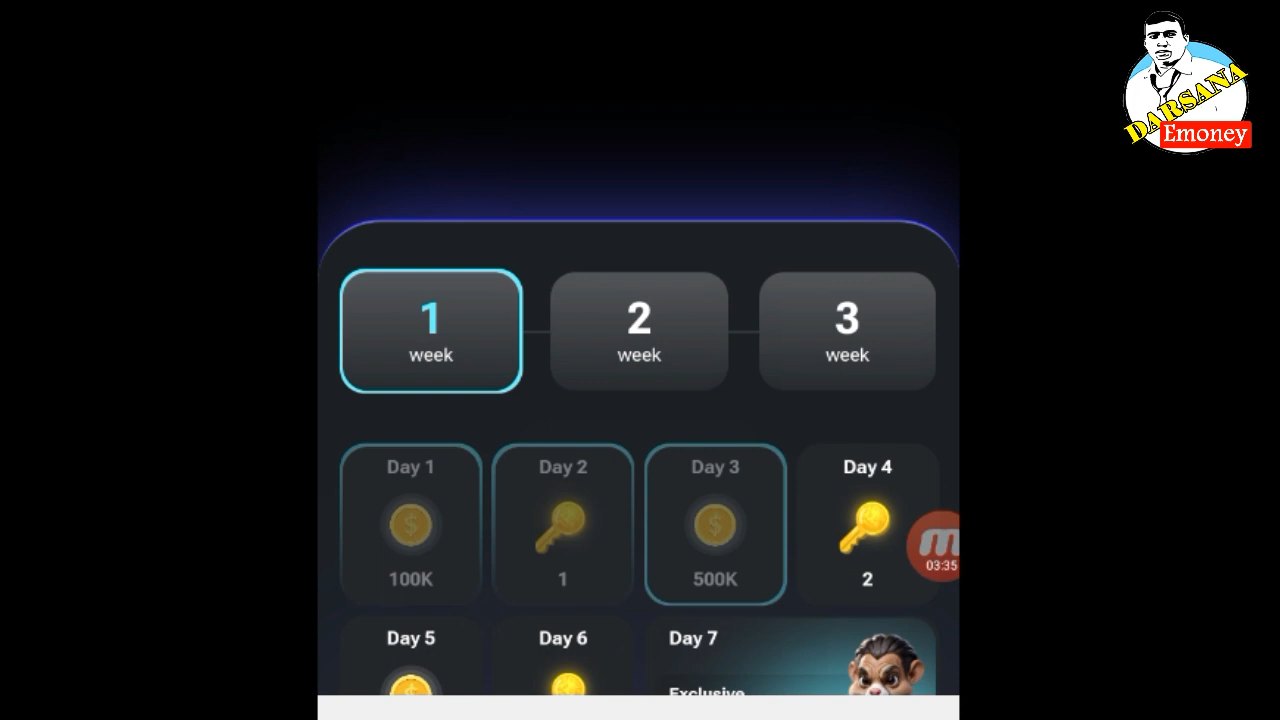 DARSANA
Emoney
1
week
2
week
3
week
Day 1
Day 2
Day 3
Day 4
100K
1
500K
2
03:35
Day 5
Day 6
Day 7
Exclusive